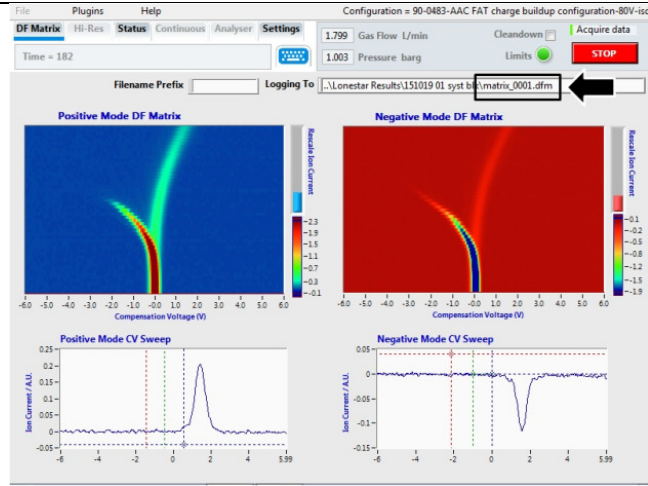 File Plugins Help Configuration = 90-0483-AAC FAT charge buildup configuration-80V-iso
DF Matrix Hi-Res Status Continuous Analyser Settings
1.799 Gas Flow L/min Cleandown Acquire data
Time = 182
1.003 Pressure barg Limits STOP
Filename Prefix Logging To ..\Lonestar Results\151019 01 syst blk\matrix_0001.dfm
Positive Mode DF Matrix
Rescale Ion Current
-2.3
-1.9
-1.5
-1.1
-0.7
-0.3
--0.1
-6.0 -5.0 -4.0 -3.0 -2.0 -1.0 -0.0 1.0 2.0 3.0 4.0 5.0 6.0
Compensation Voltage (V)
Negative Mode DF Matrix
Rescale Ion Current
-0.1
-0.2
-0.5
-0.8
-1.2
-1.5
-1.9
-6.0 -5.0 -4.0 -3.0 -2.0 -1.0 -0.0 1.0 2.0 3.0 4.0 5.0 6.0
Compensation Voltage (V)
Positive Mode CV Sweep
Ion Current / A.U.
0.25
0.2
0.15
0.1
0.05
0
-0.05
-6 -4 -2 0 2 4 5.99
Negative Mode CV Sweep
Ion Current / A.U.
0.05
0
-0.05
-0.1
-0.15
-6 -4 -2 0 2 4 5.99